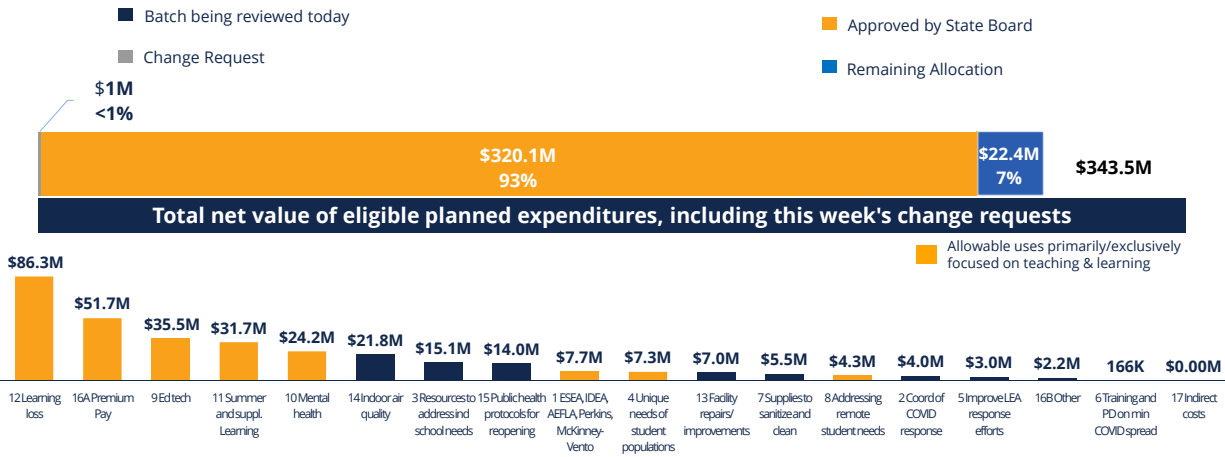 Batch being reviewed today
Approved by State Board
Change Request
Remaining Allocation
$1M
<1%
$320.1M
93%
$22.4M
7%
$343.5M
Total net value of eligible planned expenditures, including this week's change requests
Allowable uses primarily/exclusively
focused on teaching & learning
$86.3M
$51.7M
$35.5M
$31.7M
$24.2M
$21.8M
$15.1M
$14.0M
$7.7M
$7.3M
$7.0M
$5.5M
$4.3M
$4.0M
$3.0M
$2.2M
166K
$0.00M
12 Learning
loss
16A Premium
Pay
9 Ed tech
11 Summer
and suppl.
Learning
10 Mental
health
14 Indoor air
quality
3 Resources to
address ind
school needs
15 Public health
protocols for
reopening
1 ESEA, IDEA,
AEFLA, Perkins,
McKinney-
Vento
4 Unique
needs of
student
populations
13 Facility
repairs/
improvements
7 Supplies to
sanitize and
clean
8 Addressing
remote
student needs
2 Coord of
COVID
response
5 Improve LEA
response
efforts
16B Other
6 Training and
PD on min
COVID spread
17 Indirect
costs